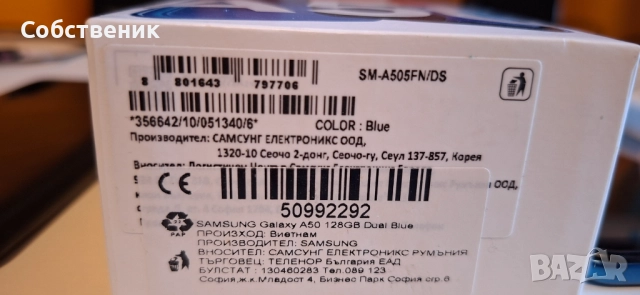 Собственик
8 801643 797706
SM-A505FN/DS
*356642/10/051340/6*
COLOR : Blue
Производител: САМСУНГ ЕЛЕКТРОНИКС ООД,
1320-10 Сеочо 2-донг, Сеочо-гу, Сеул 137-857, Корея
ООД,
CE
50992292
PAP
SAMSUNG Galaxy A50 128GB Dual Blue
ПРОИЗХОД: Виетнам
ПРОИЗВОДИТЕЛ: SAMSUNG
ВНОСИТЕЛ: САМСУНГ ЕЛЕКТРОНИКС РУМЪНИЯ
ТЪРГОВЕЦ: ТЕЛЕНОР България ЕАД
БУЛСТАТ : 130460283 Тел.089 123
София,ж.к.Младост 4, Бизнес Парк София сгр.6
bazar